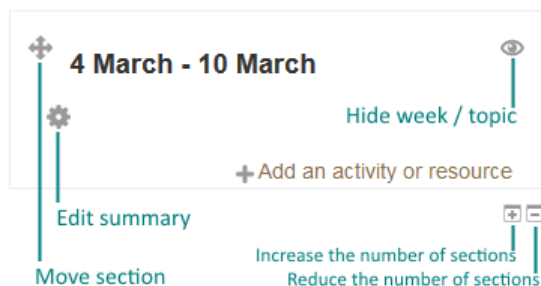 4 March - 10 March
Hide week / topic
Add an activity or resource
Edit summary
Increase the number of sections
Move section
Reduce the number of sections